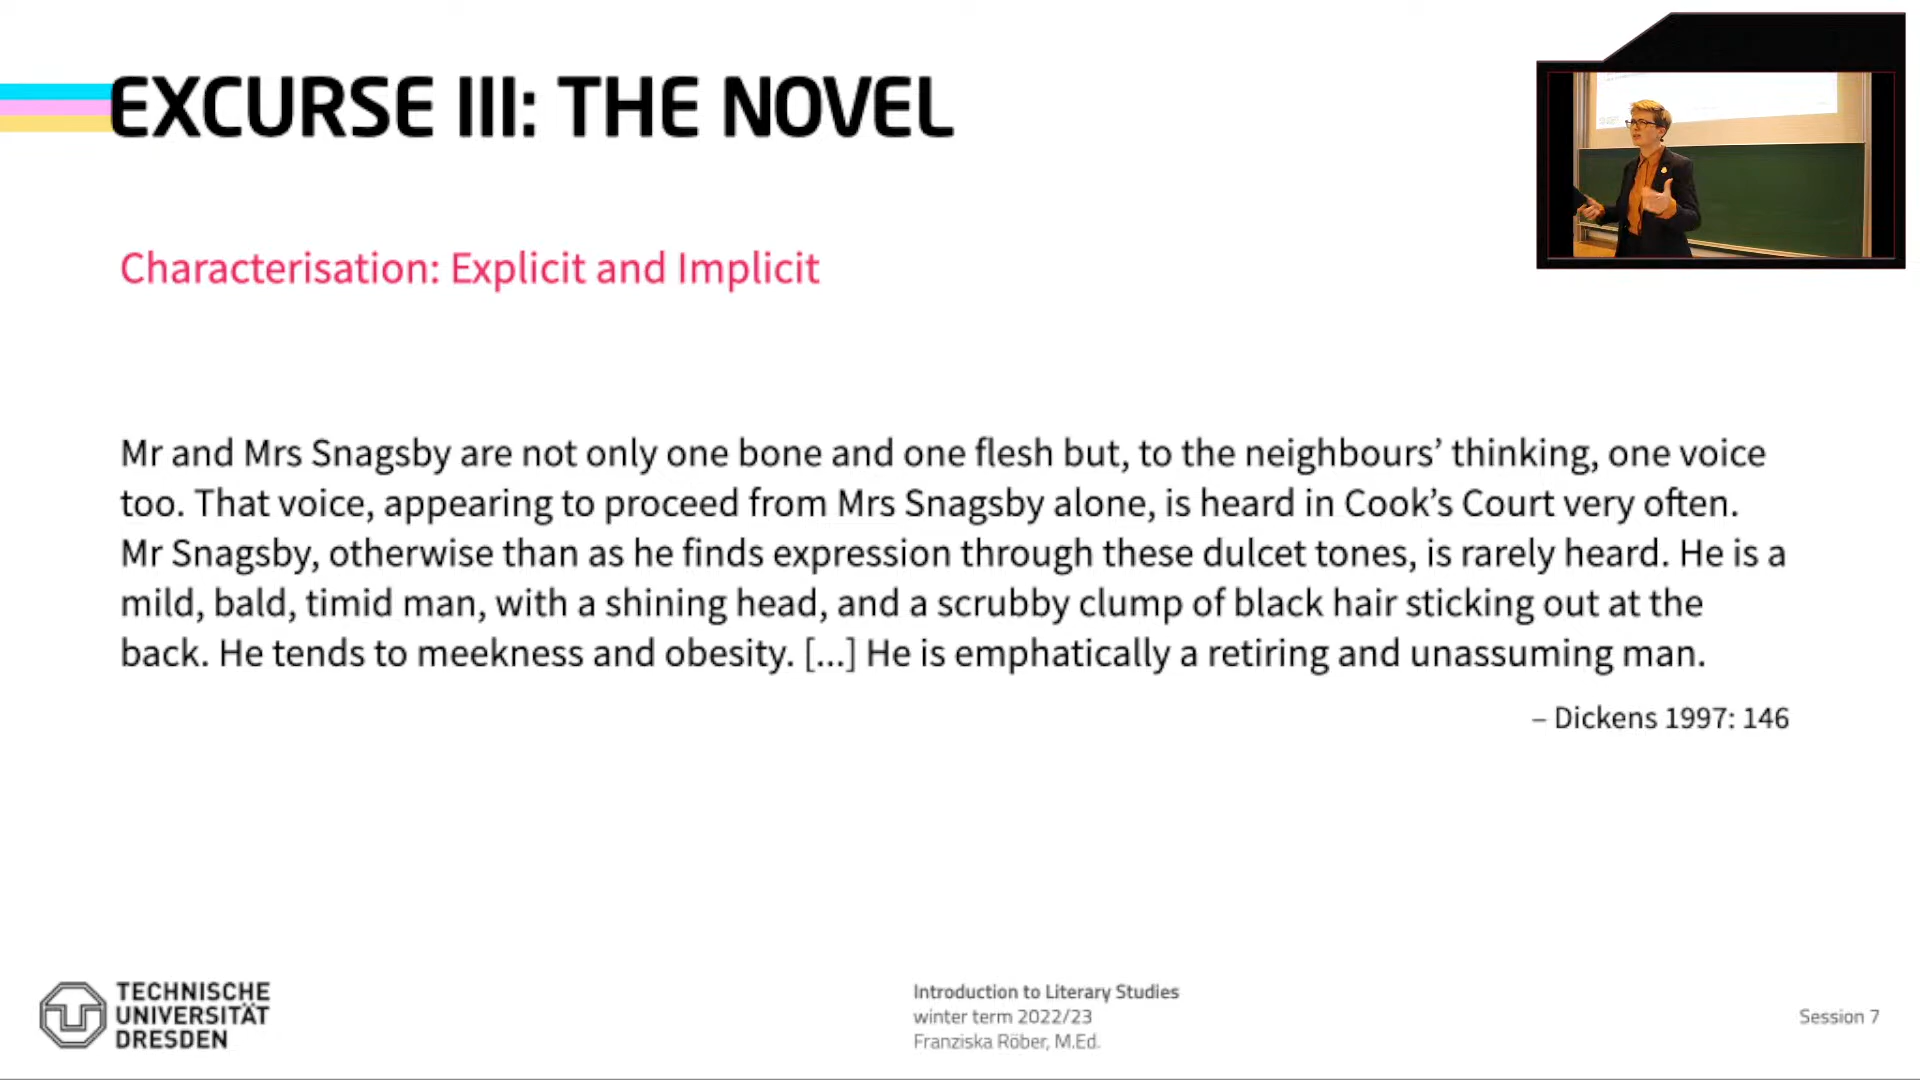 EXCURSE III: THE NOVEL
Characterisation: Explicit and Implicit
Mr and Mrs Snagsby are not only one bone and one flesh but, to the neighbours’ thinking, one voice
too. That voice, appearing to proceed from Mrs Snagsby alone, is heard in Cook’s Court very often.
Mr Snagsby, otherwise than as he finds expression through these dulcet tones, is rarely heard. He is a
mild, bald, timid man, with a shining head, and a scrubby clump of black hair sticking out at the
back. He tends to meekness and obesity. [...] He is emphatically a retiring and unassuming man.
– Dickens 1997: 146
TECHNISCHE
UNIVERSITÄT
DRESDEN
Introduction to Literary Studies
winter term 2022/23
Franziska Röber, M.Ed.
Session 7